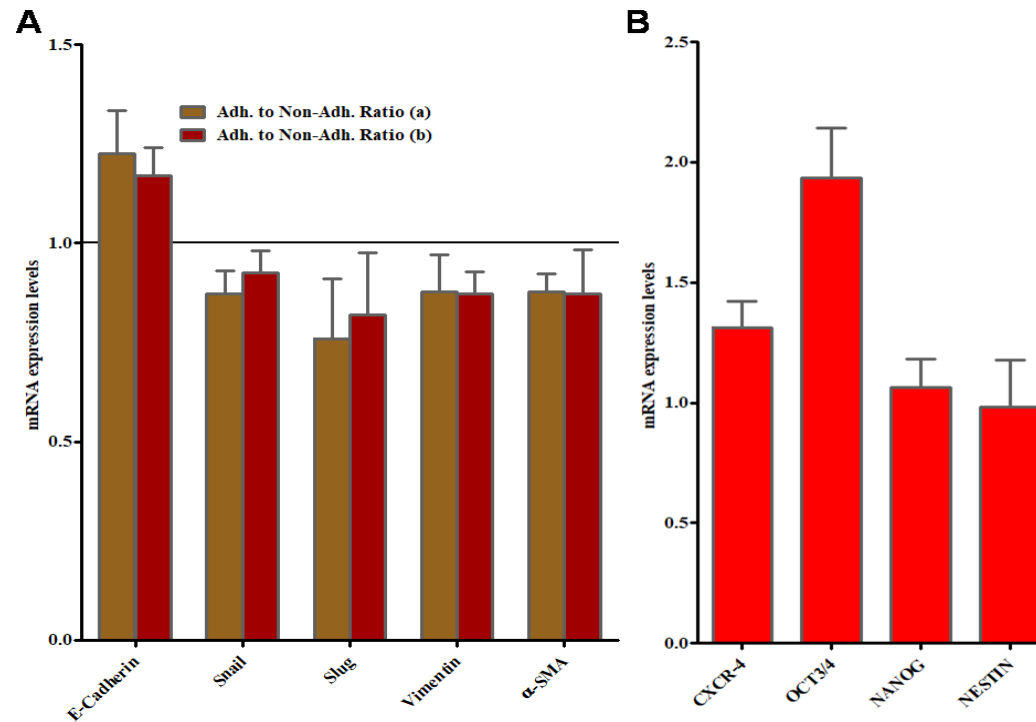 A
mRNA expression levels
1.5
1.0
0.5
0.0
Adh. to Non-Adh. Ratio (a)
Adh. to Non-Adh. Ratio (b)
E-Cadherin
Snail
Slug
Vimentin
α-SMA
B
mRNA expression levels
2.5
2.0
1.5
1.0
0.5
0.0
CXCR-4
OCT3/4
NANOG
NESTIN